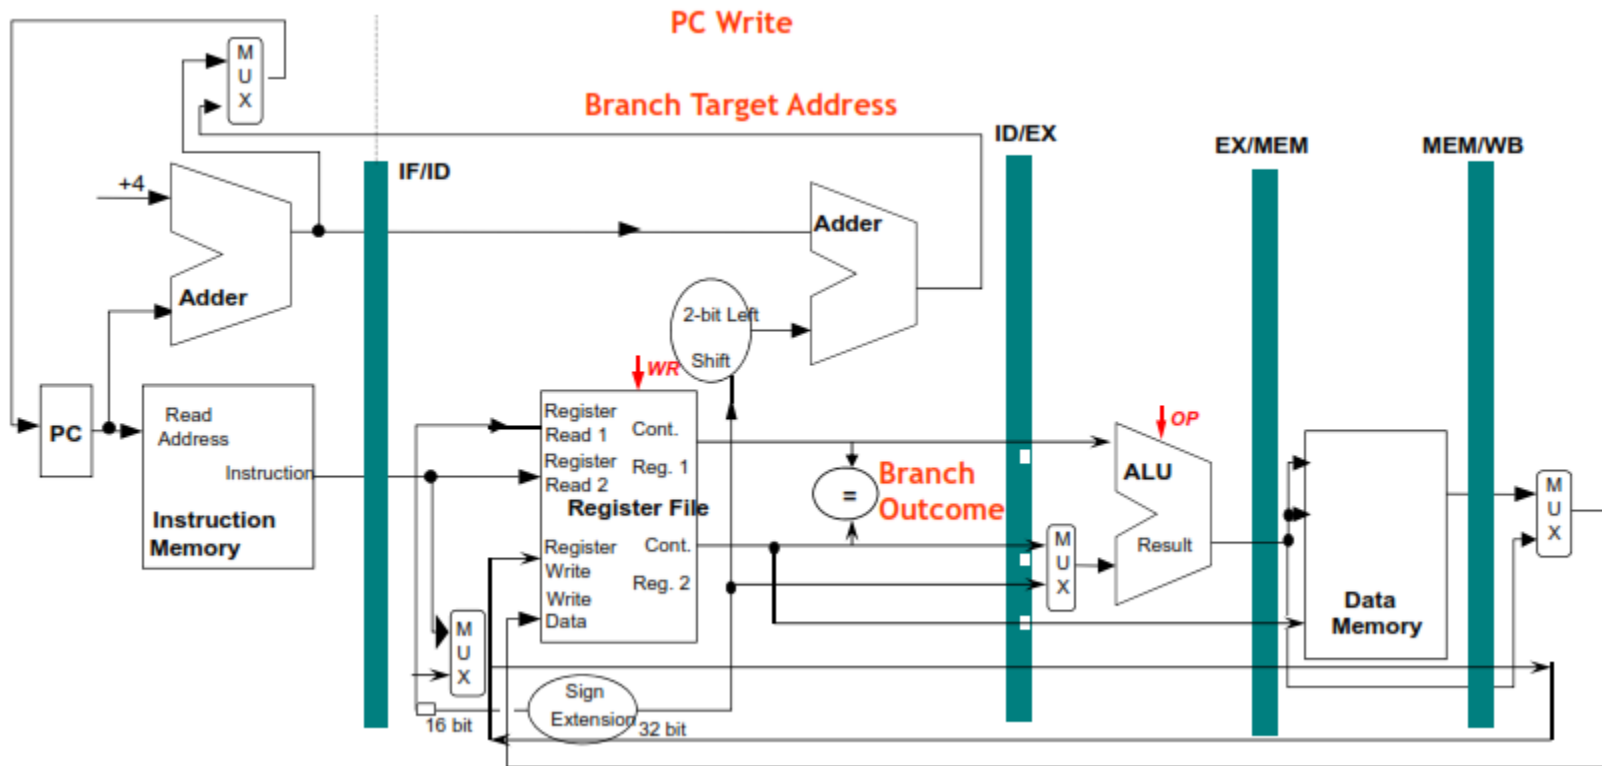 PC Write
M
U
X
Branch Target Address
ID/EX
EX/MEM
MEM/WB
IF/ID
+4
Adder
Adder
2-bit Left
Shift
WR
PC
Read
Address
Instruction
Instruction
Memory
Register
Read 1
Register
Read 2
Cont.
Reg. 1
Register File
Register
Write
Write
Data
Cont.
Reg. 2
=
Branch
Outcome
OP
ALU
Result
M
U
X
Data
Memory
M
U
X
M
U
X
Sign
Extension
16 bit
32 bit